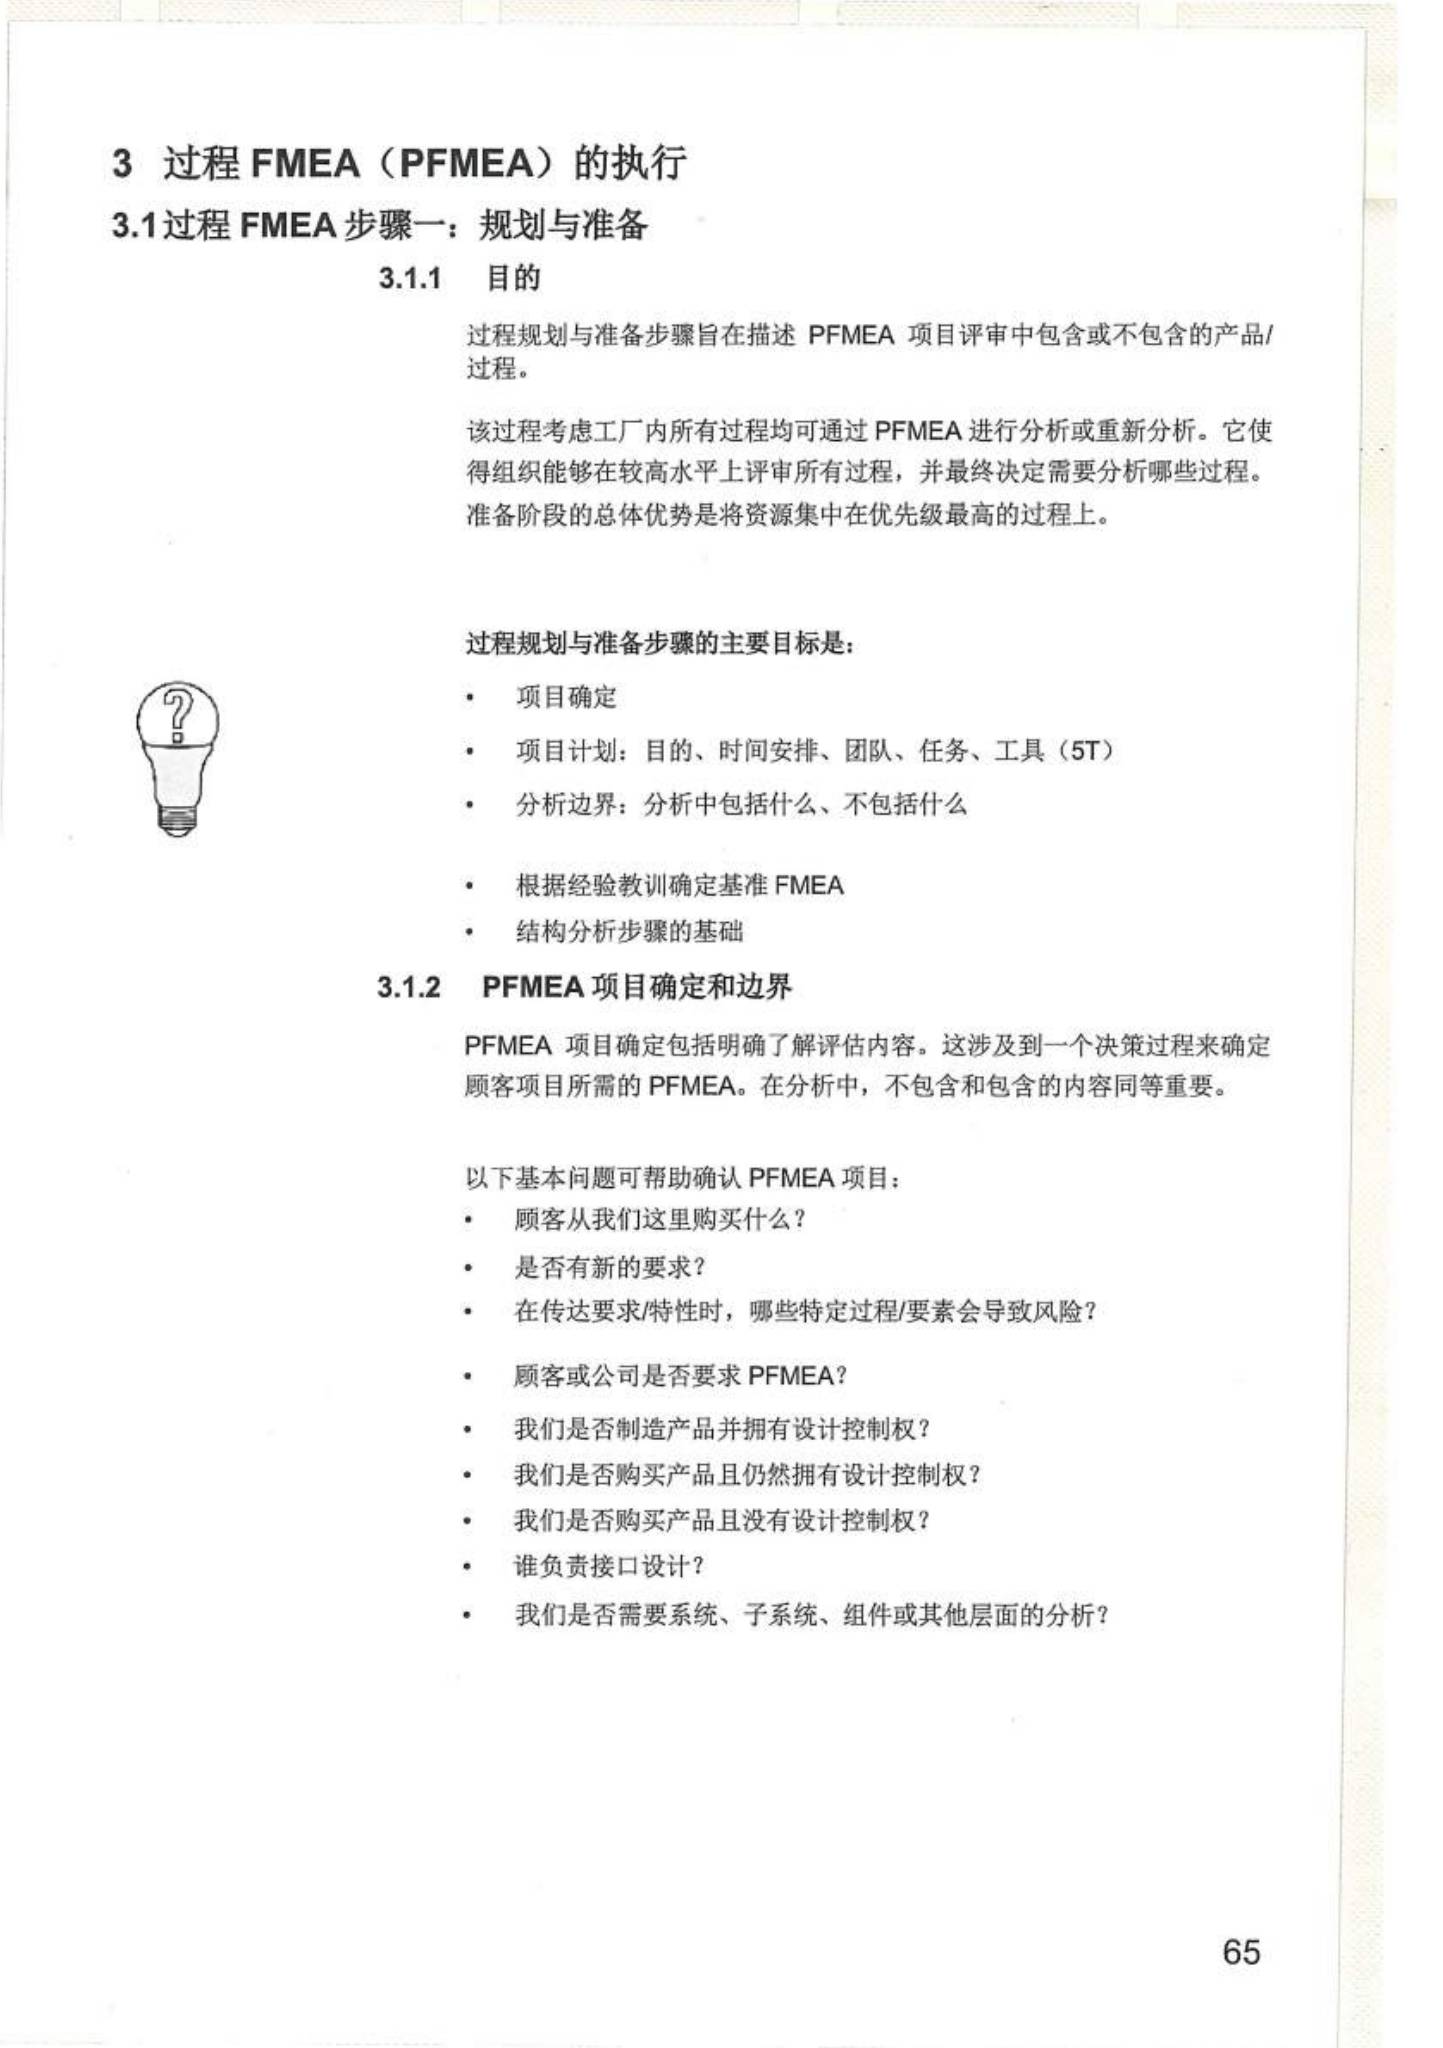 3 过程 FMEA（PFMEA）的执行
3.1过程 FMEA 步骤一：规划与准备
3.1.1 目的
过程规划与准备步骤旨在描述 PFMEA 项目评审中包含或不包含的产品/
过程。
该过程考虑工厂内所有过程均可通过 PFMEA 进行分析或重新分析。它使
得组织能够在较高水平上评审所有过程，并最终决定需要分析哪些过程。
准备阶段的总体优势是将资源集中在优先级最高的过程上。
过程规划与准备步骤的主要目标是：
• 项目确定
• 项目计划：目的、时间安排、团队、任务、工具（5T）
• 分析边界：分析中包括什么、不包括什么
• 根据经验教训确定基准 FMEA
• 结构分析步骤的基础
3.1.2 PFMEA 项目确定和边界
PFMEA 项目确定包括明确了解评估内容。这涉及到一个决策过程来确定
顾客项目所需的 PFMEA。在分析中，不包含和包含的内容同等重要。
以下基本问题可帮助确认 PFMEA 项目：
• 顾客从我们这里购买什么？
• 是否有新的要求？
• 在传达要求/特性时，哪些特定过程/要素会导致风险？
• 顾客或公司是否要求 PFMEA？
• 我们是否制造产品并拥有设计控制权？
• 我们是否购买产品且仍然拥有设计控制权？
• 我们是否购买产品且没有设计控制权？
• 谁负责接口设计？
• 我们是否需要系统、子系统、组件或其他层面的分析？
65